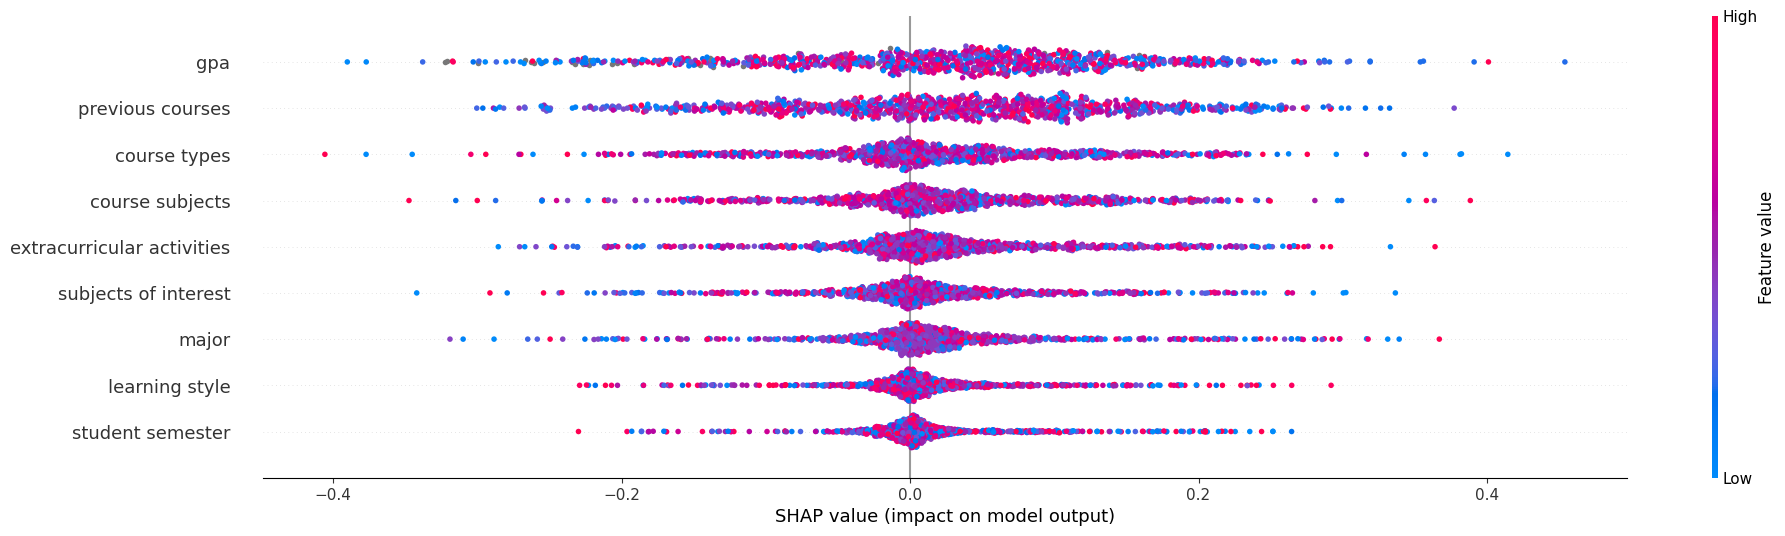 gpa
previous courses
course types
course subjects
extracurricular activities
subjects of interest
major
learning style
student semester
−0.4 −0.2 0.0 0.2 0.4
SHAP value (impact on model output)
High
Feature value
Low